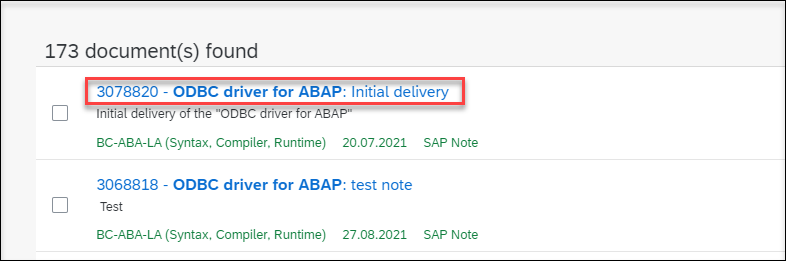 173 document(s) found
3078820 - ODBC driver for ABAP: Initial delivery
Initial delivery of the "ODBC driver for ABAP"
BC-ABA-LA (Syntax, Compiler, Runtime) 20.07.2021 SAP Note
3068818 - ODBC driver for ABAP: test note
Test
BC-ABA-LA (Syntax, Compiler, Runtime) 27.08.2021 SAP Note